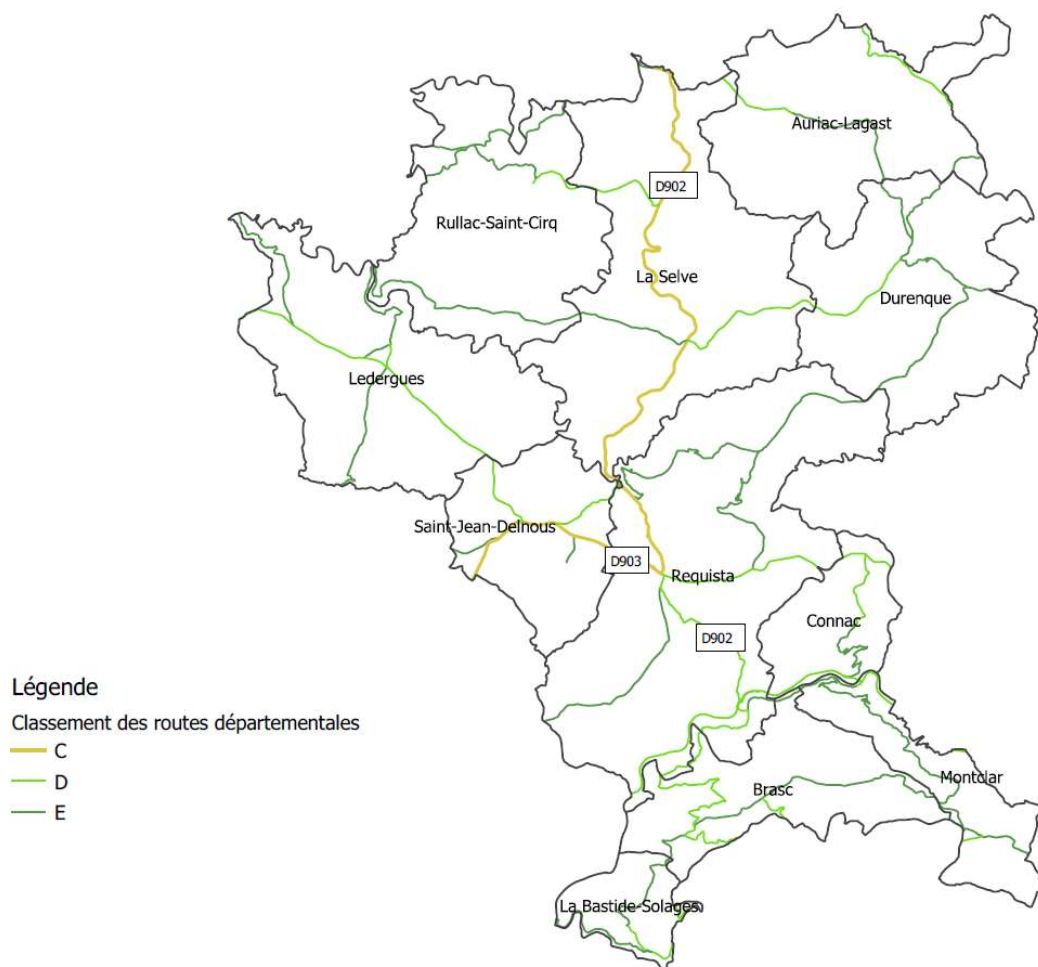 Auriac-Lagast
D902
Rullac-Saint-Cirq
La Selve
Durenque
Ledergues
Saint-Jean-Delnous
D903
Requista
Connac
D902
Légende
Classement des routes départementales
C
D
E
Montclar
Brasc
La Bastide-Solages